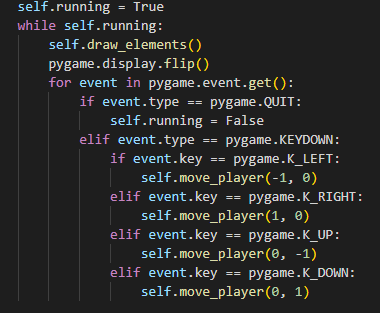 self.running = True
while self.running:
    self.draw_elements()
    pygame.display.flip()
    for event in pygame.event.get():
        if event.type == pygame.QUIT:
            self.running = False
        elif event.type == pygame.KEYDOWN:
            if event.key == pygame.K_LEFT:
                self.move_player(-1, 0)
            elif event.key == pygame.K_RIGHT:
                self.move_player(1, 0)
            elif event.key == pygame.K_UP:
                self.move_player(0, -1)
            elif event.key == pygame.K_DOWN:
                self.move_player(0, 1)